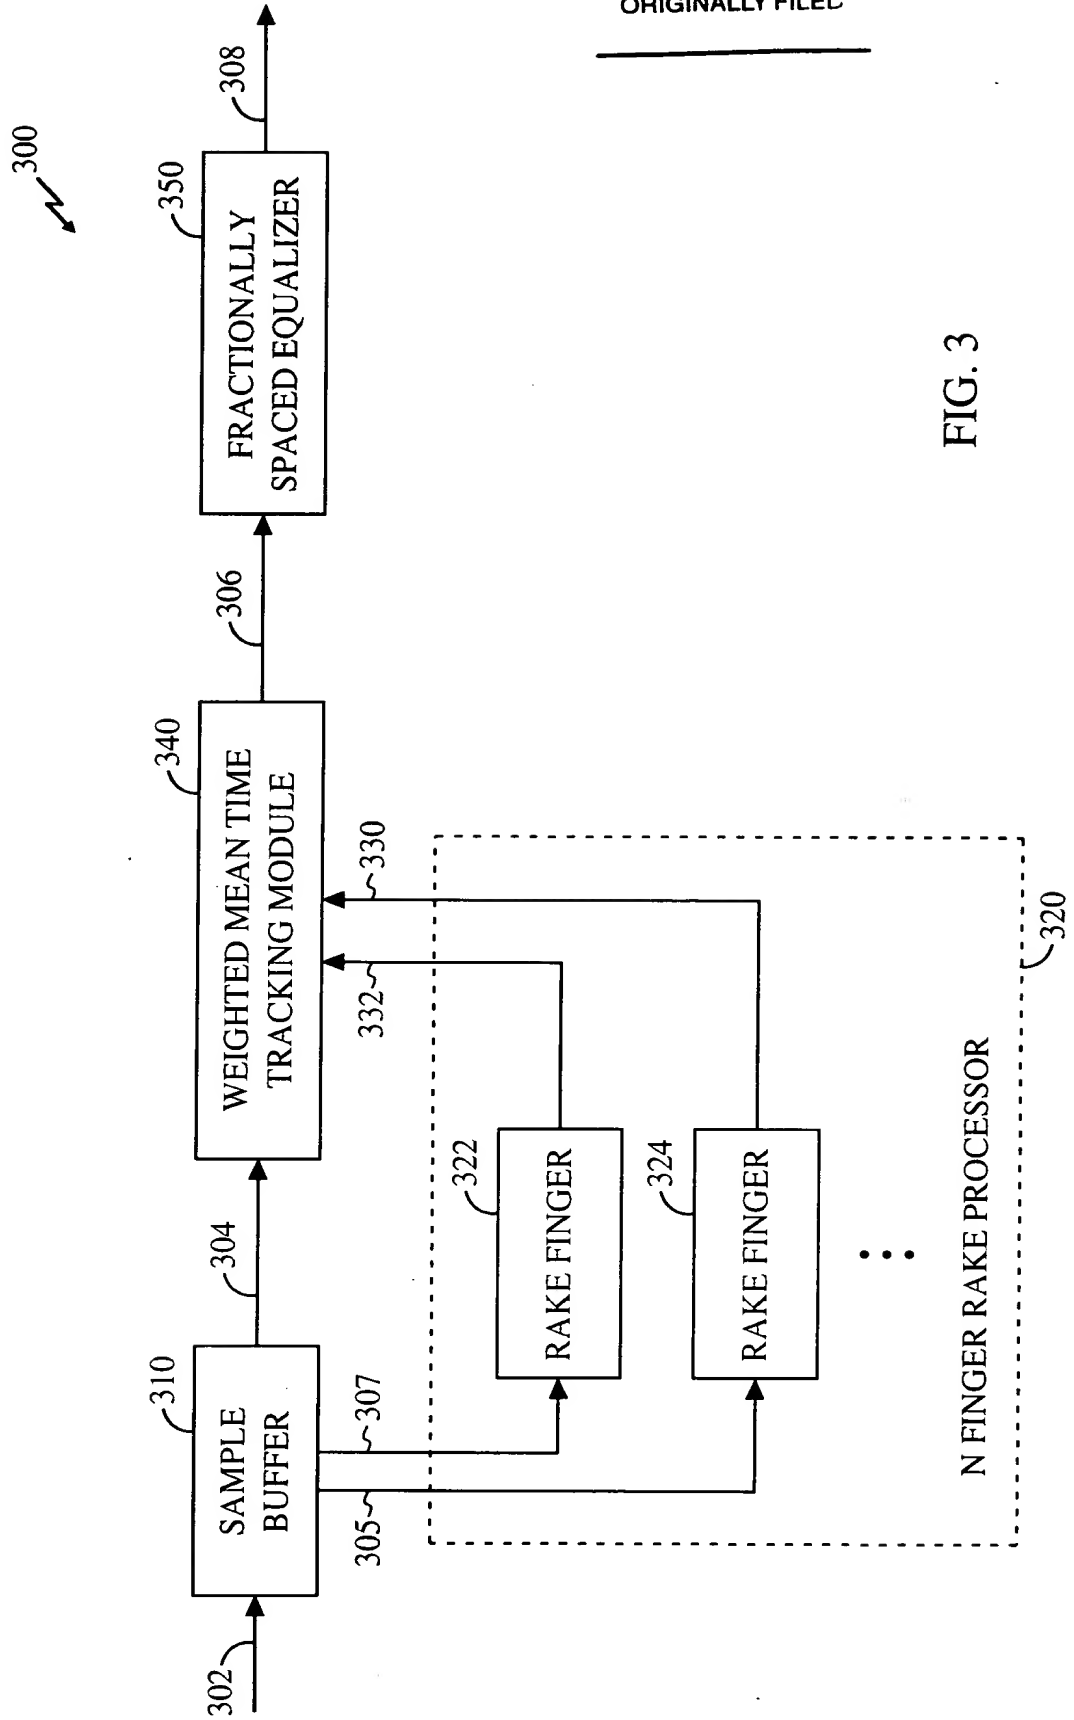 ORIGINALLY FILED
300
302
SAMPLE
BUFFER
310
304
305
307
WEIGHTED MEAN TIME
TRACKING MODULE
340
306
FRACTIONALLY
SPACED EQUALIZER
350
308
332
330
RAKE FINGER
322
RAKE FINGER
324
N FINGER RAKE PROCESSOR
320
FIG. 3